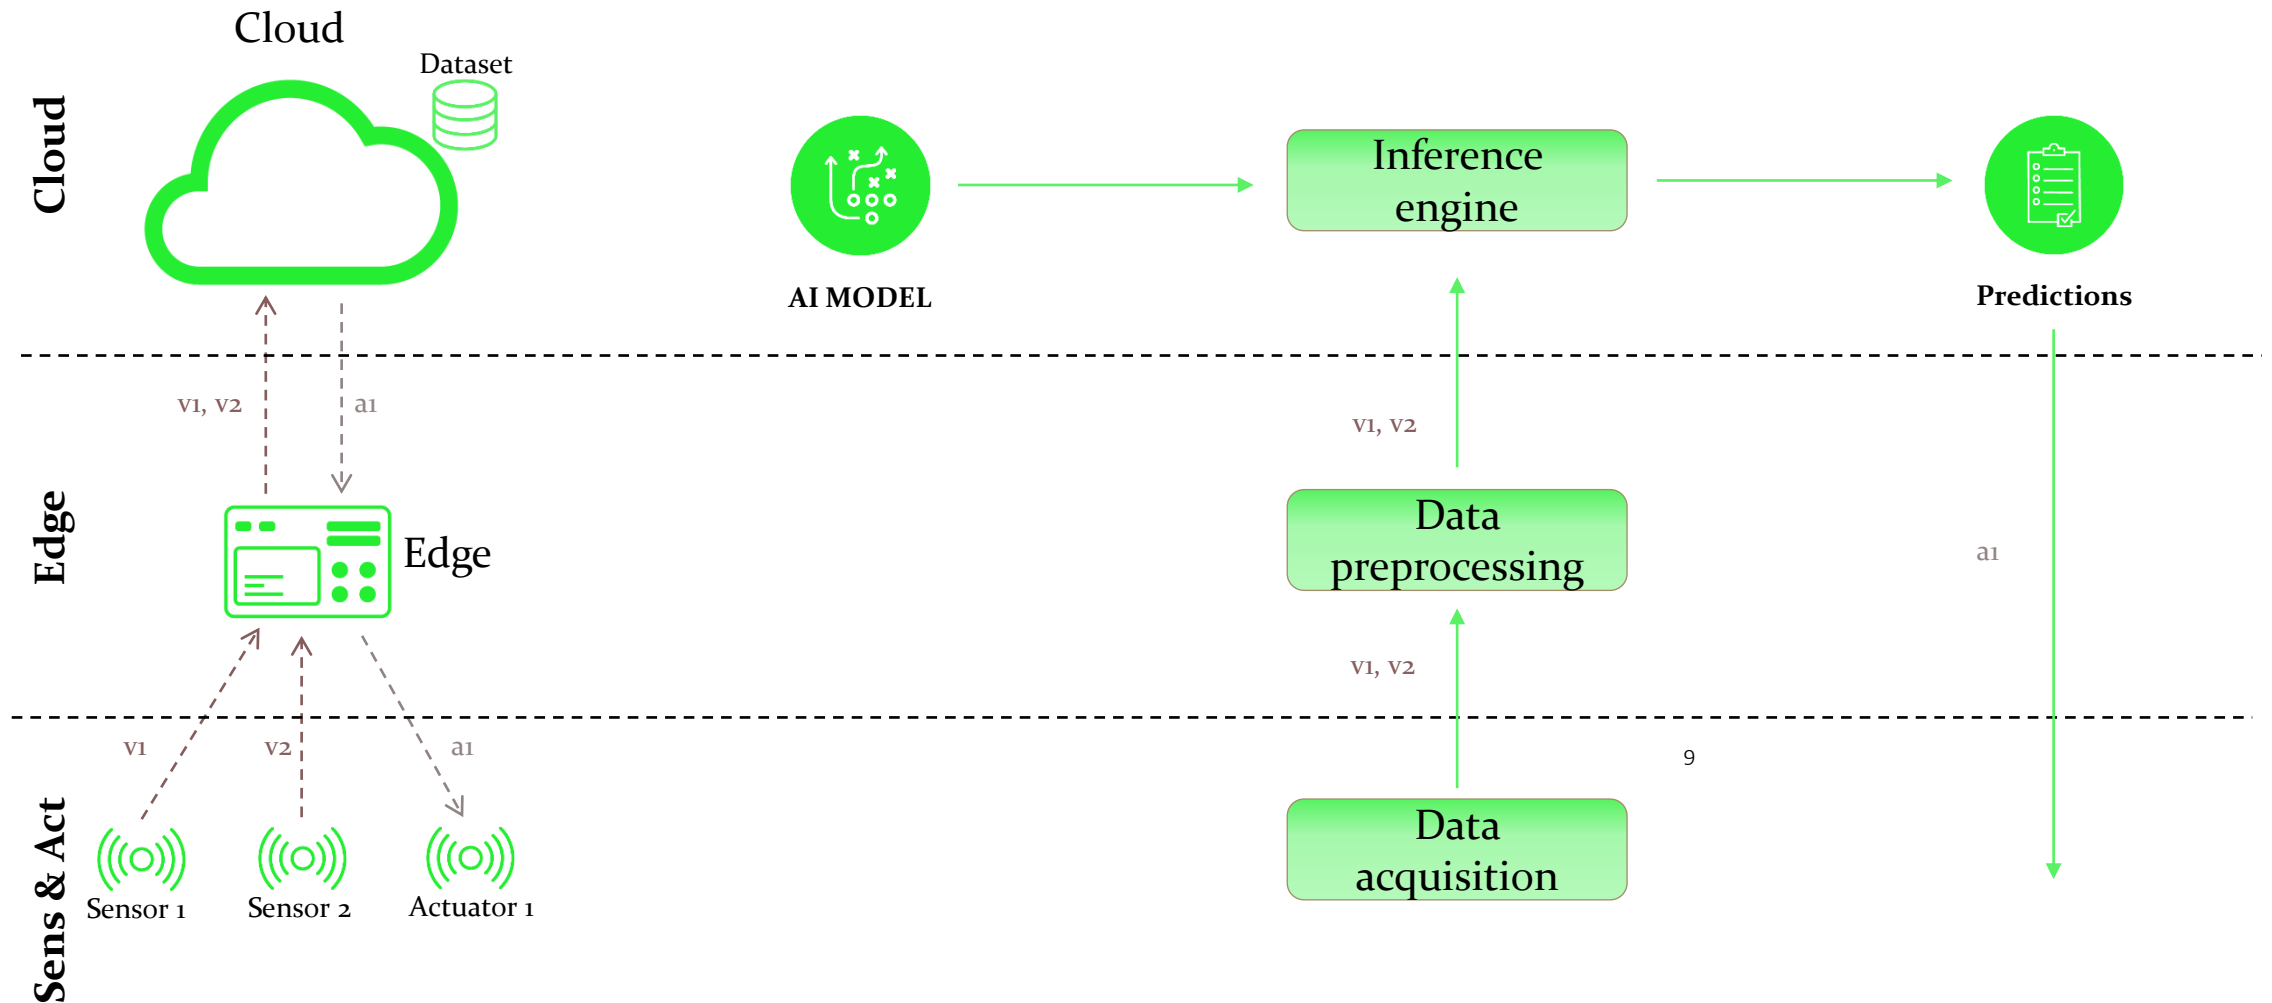 Cloud
Dataset
Cloud
AI MODEL
Inference
engine
Predictions
v1, v2
a1
v1, v2
Edge
Edge
Data
preprocessing
a1
v1, v2
v1
v2
a1
9
Sens & Act
Sensor 1
Sensor 2
Actuator 1
Data
acquisition